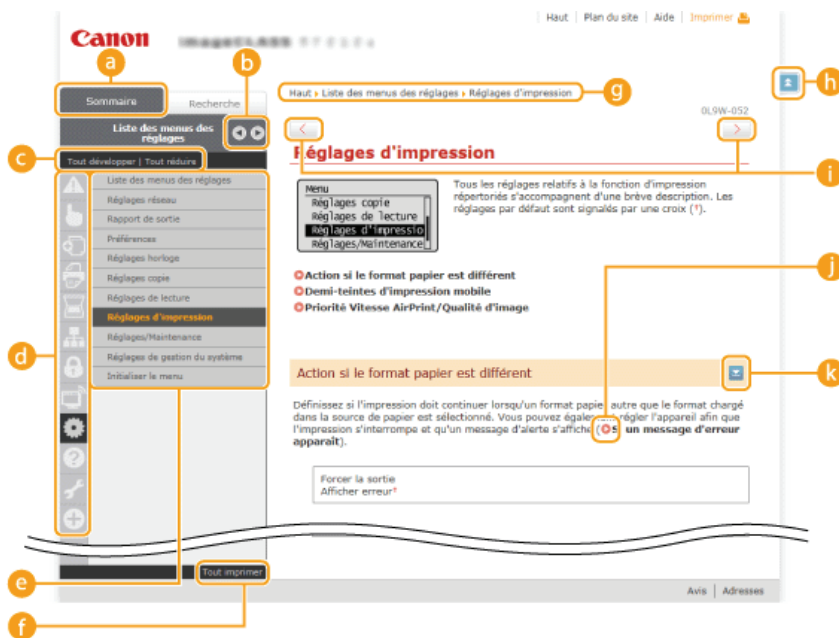 Haut | Plan du site | Aide | Imprimer
Canon imageCLASS
a
b
Sommaire
Recherche
Haut Liste des menus des réglages Réglages d'impression
g
h
0L9W-052
Liste des menus des réglages
c
Tout développer | Tout réduire
Réglages d'impression
i
Liste des menus des réglages
Réglages réseau
Rapport de sortie
Préférences
Réglages horloge
Réglages copie
Réglages de lecture
Réglages d'impression
Réglages/Maintenance
Réglages de gestion du système
Initialiser le menu
d
Menu
Réglages copie
Réglages de lecture
Réglages d'impressio
Réglages/Maintenance
Tous les réglages relatifs à la fonction d'impression
répertoriés s'accompagnent d'une brève description. Les
réglages par défaut sont signalés par une croix (†).
Action si le format papier est différent
Demi-teintes d'impression mobile
Priorité Vitesse AirPrint/Qualité d'image
j
Action si le format papier est différent
k
Définissez si l'impression doit continuer lorsqu'un format papie autre que le format chargé
dans la source de papier est sélectionné. Vous pouvez égale régler l'appareil afin que
l'impression s'interrompe et qu'un message d'alerte s'affiche ( S un message d'erreur
apparaît).
Forcer la sortie
Afficher erreur†
e
Tout imprimer
f
Avis | Adresses